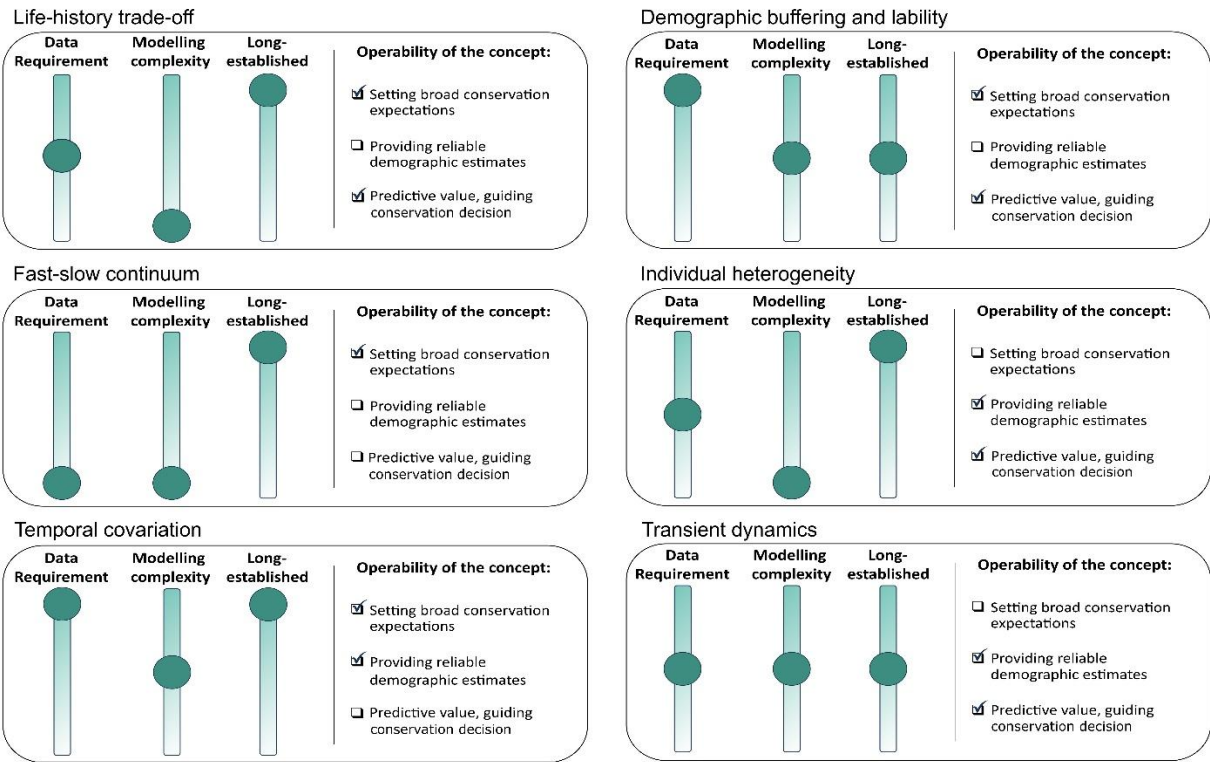 Life-history trade-off
Data
Requirement
Modelling
complexity
Long-
established
Operability of the concept:
Setting broad conservation
expectations
Providing reliable
demographic estimates
Predictive value, guiding
conservation decision
Demographic buffering and lability
Data
Requirement
Modelling
complexity
Long-
established
Operability of the concept:
Setting broad conservation
expectations
Providing reliable
demographic estimates
Predictive value, guiding
conservation decision
Fast-slow continuum
Data
Requirement
Modelling
complexity
Long-
established
Operability of the concept:
Setting broad conservation
expectations
Providing reliable
demographic estimates
Predictive value, guiding
conservation decision
Individual heterogeneity
Data
Requirement
Modelling
complexity
Long-
established
Operability of the concept:
Setting broad conservation
expectations
Providing reliable
demographic estimates
Predictive value, guiding
conservation decision
Temporal covariation
Data
Requirement
Modelling
complexity
Long-
established
Operability of the concept:
Setting broad conservation
expectations
Providing reliable
demographic estimates
Predictive value, guiding
conservation decision
Transient dynamics
Data
Requirement
Modelling
complexity
Long-
established
Operability of the concept:
Setting broad conservation
expectations
Providing reliable
demographic estimates
Predictive value, guiding
conservation decision